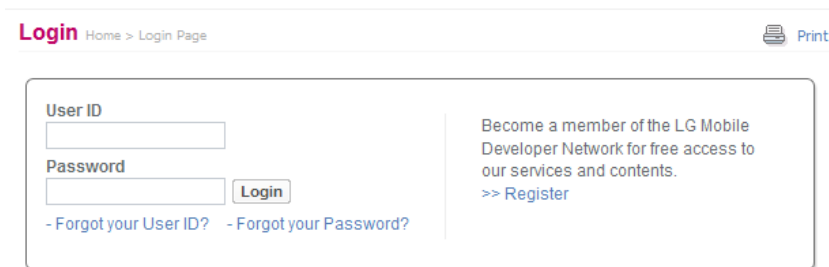 Login Home > Login Page
Print
User ID
Password
Login
- Forgot your User ID? - Forgot your Password?
Become a member of the LG Mobile
Developer Network for free access to
our services and contents.
>> Register